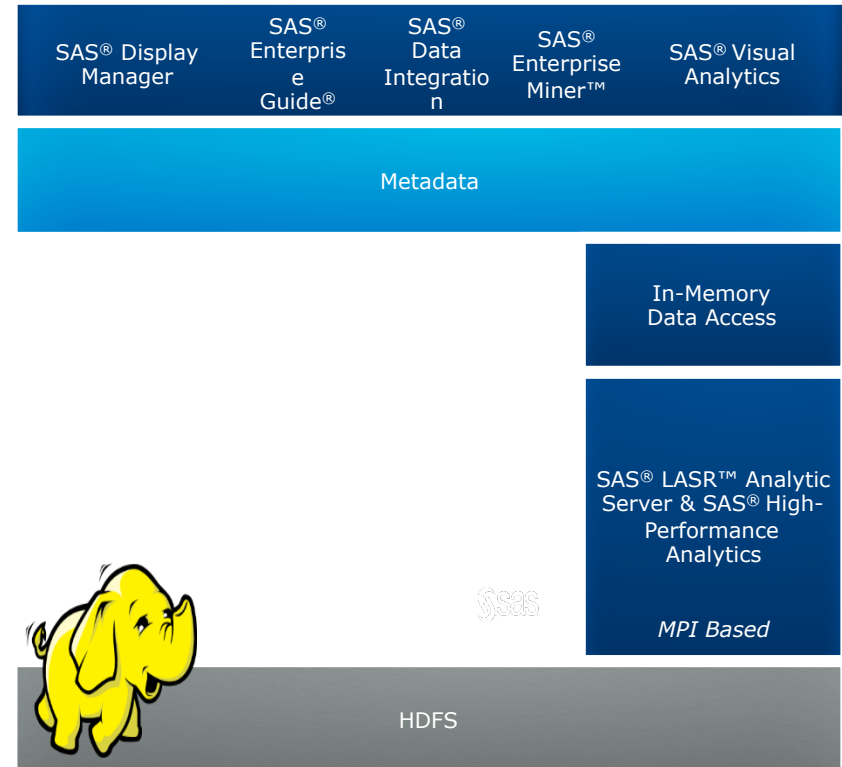 SAS® Display
Manager
SAS®
Enterpris
e
Guide®
SAS®
Data
Integratio
n
SAS®
Enterprise
Miner™
SAS® Visual
Analytics
Metadata
In-Memory
Data Access
SAS® LASR™ Analytic
Server & SAS® High-
Performance
Analytics
MPI Based
sas
HDFS